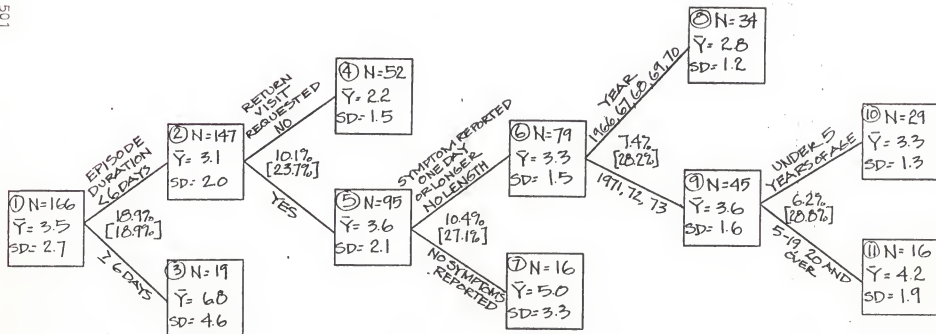 501
① N=166
Ȳ= 3.5
SD= 2.7
EPISODE
DURATION
<6 DAYS
18.9%
[18.9%]
≥ 6 DAYS
② N=147
Ȳ= 3.1
SD= 2.0
③ N=19
Ȳ= 6.8
SD= 4.6
RETURN
VISIT
REQUESTED
NO
10.1%
[23.7%]
YES
④ N=52
Ȳ= 2.2
SD= 1.5
⑤ N=95
Ȳ= 3.6
SD= 2.1
SYMPTOM REPORTED
ONE DAY
OR LONGER
NO LENGTH
10.4%
[27.1%]
NO SYMPTOMS
REPORTED
⑥ N=79
Ȳ= 3.3
SD= 1.5
⑦ N= 16
Ȳ= 5.0
SD= 3.3
YEAR
1966,67,68,69,70
7.4%
[28.2%]
1971, 72, 73
⑧ N= 34
Ȳ= 2.8
SD= 1.2
⑨ N=45
Ȳ= 3.6
SD= 1.6
UNDER 5
YEARS OF AGE
6.2%
[28.8%]
5-19, 20 AND
OVER
⑩ N=29
Ȳ= 3.3
SD= 1.3
⑪ N= 16
Ȳ= 4.2
SD= 1.9